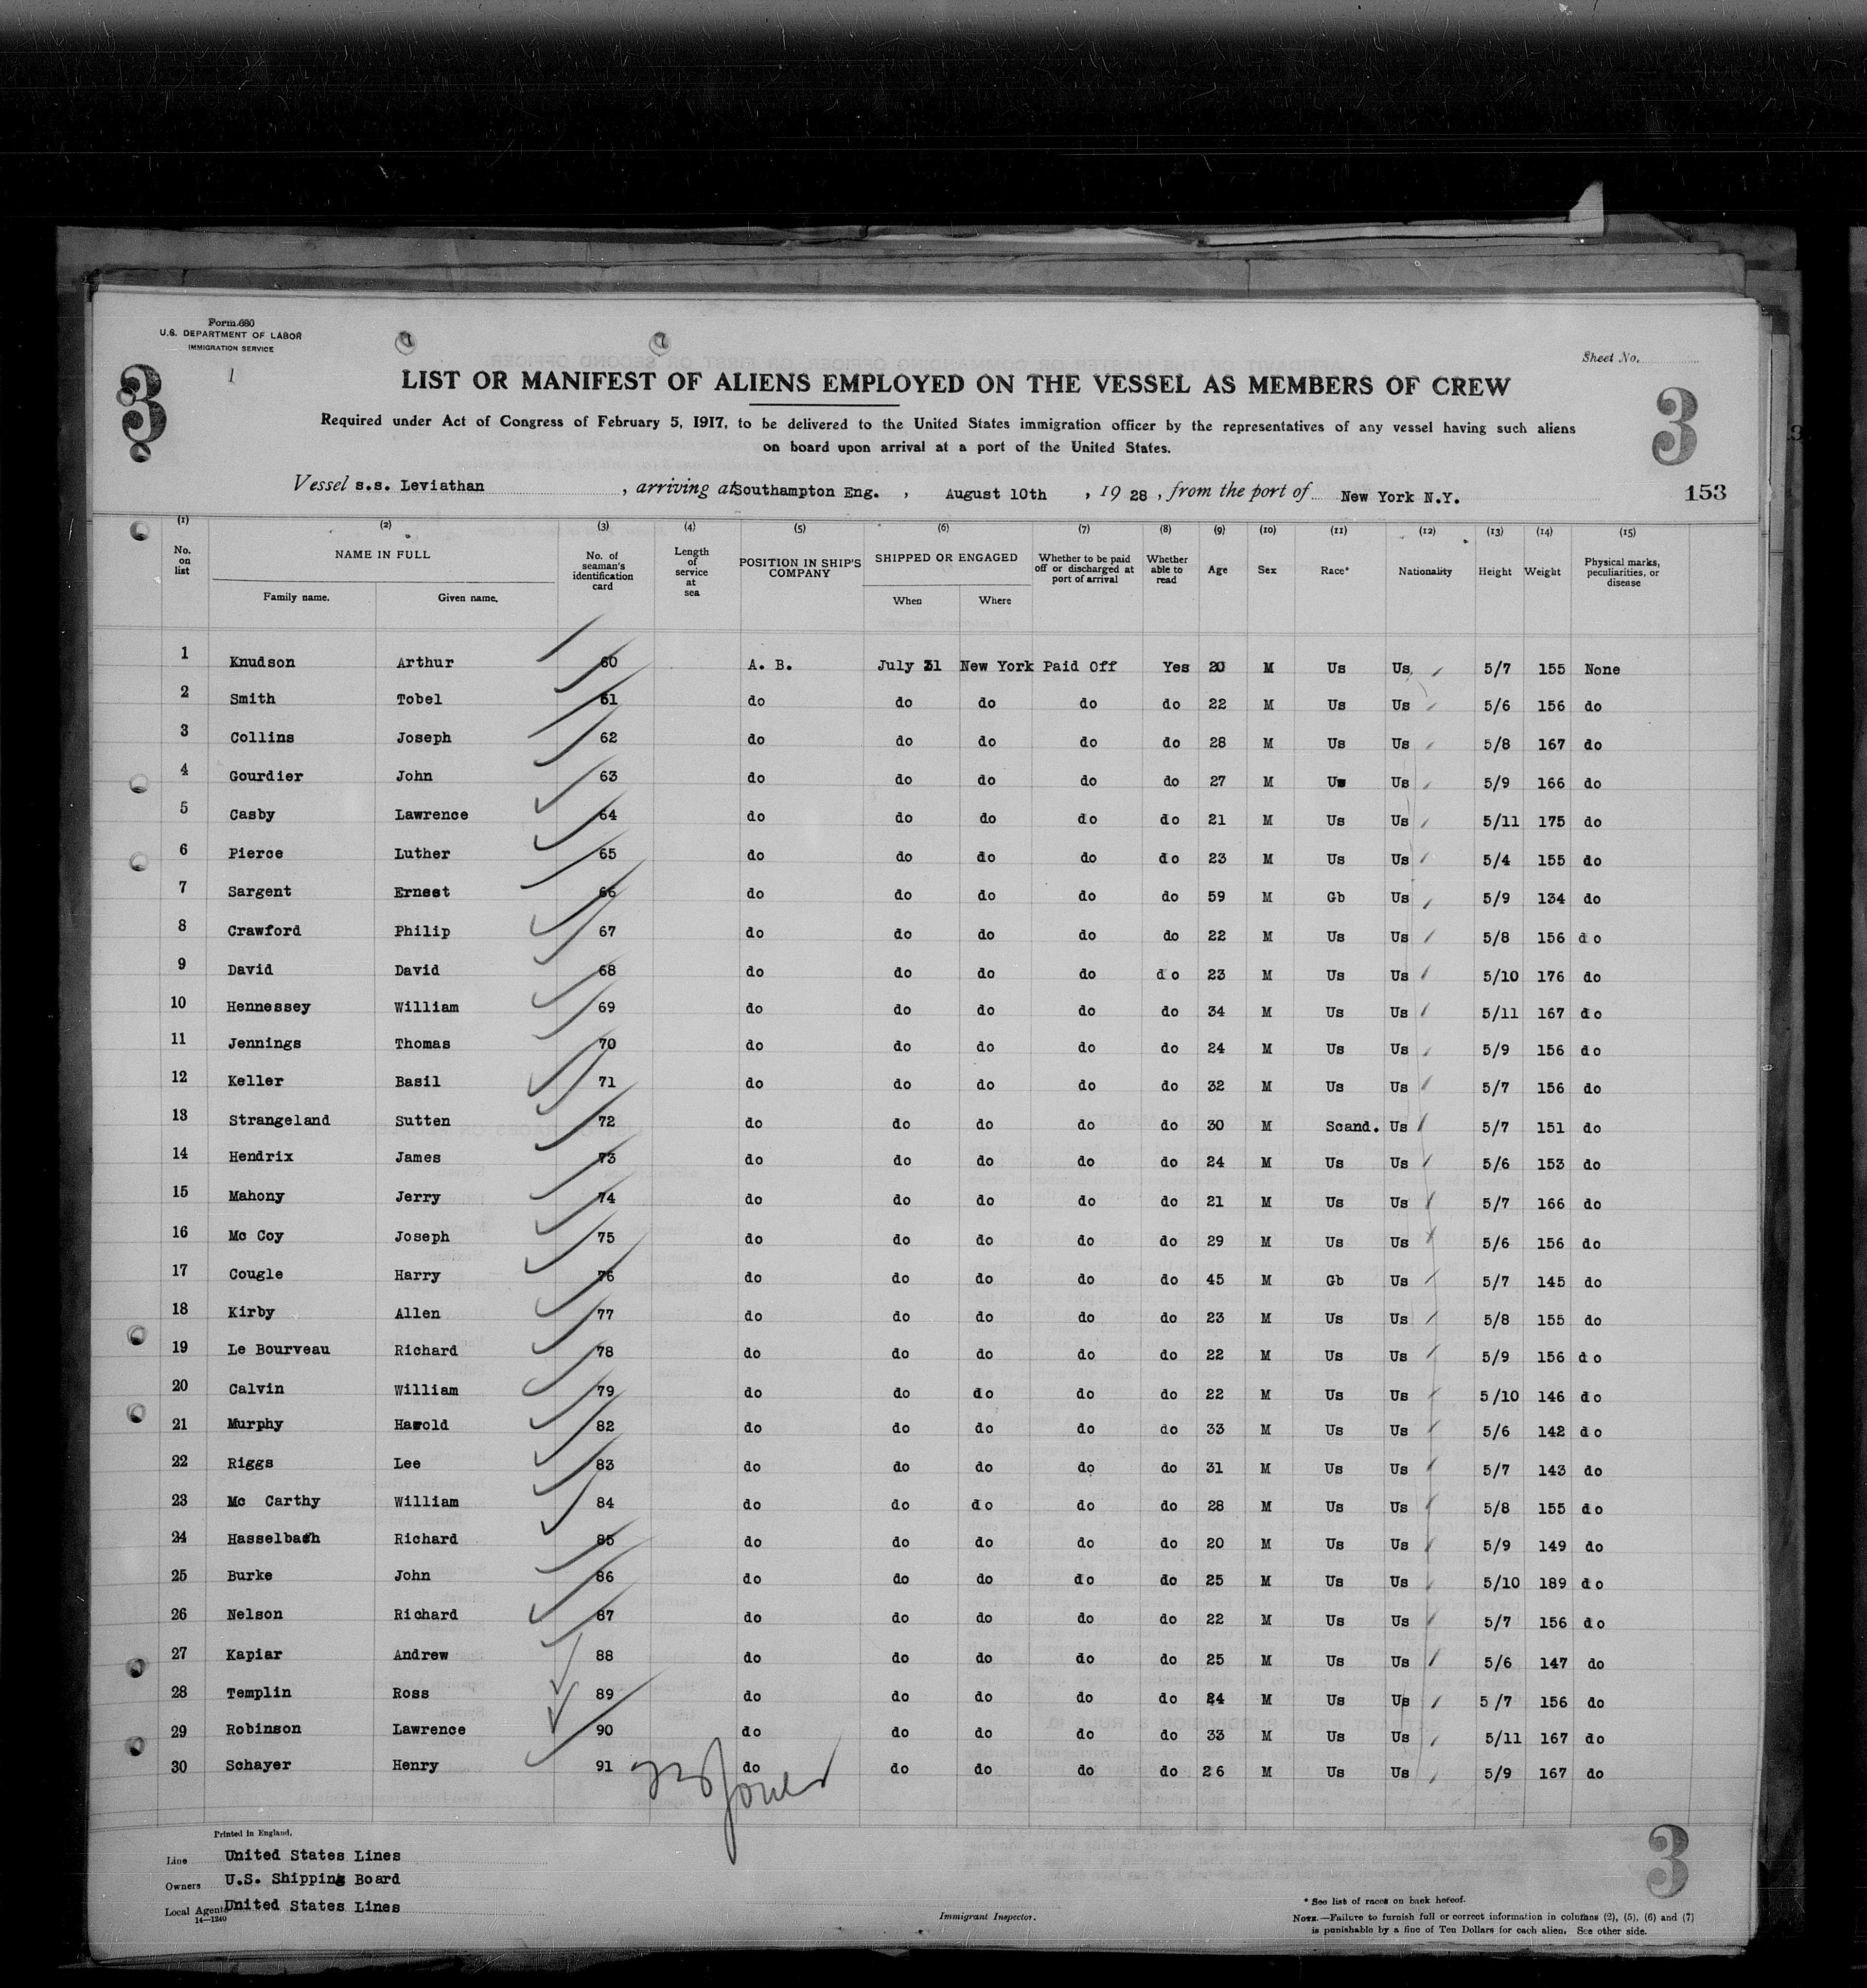 Form 680
U.S. DEPARTMENT OF LABOR
IMMIGRATION SERVICE
1
Sheet No.
3
3
LIST OR MANIFEST OF ALIENS EMPLOYED ON THE VESSEL AS MEMBERS OF CREW
Required under Act of Congress of February 5, 1917, to be delivered to the United States immigration officer by the representatives of any vessel having such aliens
on board upon arrival at a port of the United States.
Vessel s.s. Leviathan, arriving at Southampton Eng., August 10th, 1928, from the port of New York N.Y.
153
(1) (2) (3) (4) (5) (6) (7) (8) (9) (10) (11) (12) (13) (14) (15)
No. on list NAME IN FULL Family name. Given name. No. of seaman's identification card Length of service at sea POSITION IN SHIP'S COMPANY SHIPPED OR ENGAGED When Where Whether to be paid off or discharged at port of arrival Whether able to read Age Sex Race* Nationality Height Weight Physical marks, peculiarities, or disease
1 Knudson Arthur 60 A. B. July 31 New York Paid Off Yes 20 M Us Us 5/7 155 None
2 Smith Tobel 61 do do do do do 22 M Us Us 5/6 156 do
3 Collins Joseph 62 do do do do do 28 M Us Us 5/8 167 do
4 Gourdier John 63 do do do do do 27 M Us Us 5/9 166 do
5 Casby Lawrence 64 do do do do do 21 M Us Us 5/11 175 do
6 Pierce Luther 65 do do do do do 23 M Us Us 5/4 155 do
7 Sargent Ernest 66 do do do do do 59 M Gb Us 5/9 134 do
8 Crawford Philip 67 do do do do do 22 M Us Us 5/8 156 do
9 David David 68 do do do do do 23 M Us Us 5/10 176 do
10 Hennessey William 69 do do do do do 34 M Us Us 5/11 167 do
11 Jennings Thomas 70 do do do do do 24 M Us Us 5/9 156 do
12 Keller Basil 71 do do do do do 32 M Us Us 5/7 156 do
13 Strangeland Sutten 72 do do do do do 30 M Scand. Us 5/7 151 do
14 Hendrix James 73 do do do do do 24 M Us Us 5/6 153 do
15 Mahony Jerry 74 do do do do do 21 M Us Us 5/7 166 do
16 Mc Coy Joseph 75 do do do do do 29 M Us Us 5/6 156 do
17 Cougle Harry 76 do do do do do 45 M Gb Us 5/7 145 do
18 Kirby Allen 77 do do do do do 23 M Us Us 5/8 155 do
19 Le Bourveau Richard 78 do do do do do 22 M Us Us 5/9 156 do
20 Calvin William 79 do do do do do 22 M Us Us 5/10 146 do
21 Murphy Harold 82 do do do do do 33 M Us Us 5/6 142 do
22 Riggs Lee 83 do do do do do 31 M Us Us 5/7 143 do
23 Mc Carthy William 84 do do do do do 28 M Us Us 5/8 155 do
24 Hasselbach Richard 85 do do do do do 20 M Us Us 5/9 149 do
25 Burke John 86 do do do do do 25 M Us Us 5/10 189 do
26 Nelson Richard 87 do do do do do 22 M Us Us 5/7 156 do
27 Kapiar Andrew 88 do do do do do 25 M Us Us 5/6 147 do
28 Templin Ross 89 do do do do do 24 M Us Us 5/7 156 do
29 Robinson Lawrence 90 do do do do do 33 M Us Us 5/11 167 do
30 Schayer Henry 91 do do do do do 26 M Us Us 5/9 167 do
Jones
Printed in England.
Line United States Lines
Owners U.S. Shipping Board
Local Agents United States Lines
14—1240
Immigrant Inspector.
3
* See list of races on back hereof.
NOTE.—Failure to furnish full or correct information in columns (2), (5), (6) and (7)
is punishable by a fine of Ten Dollars for each alien. See other side.